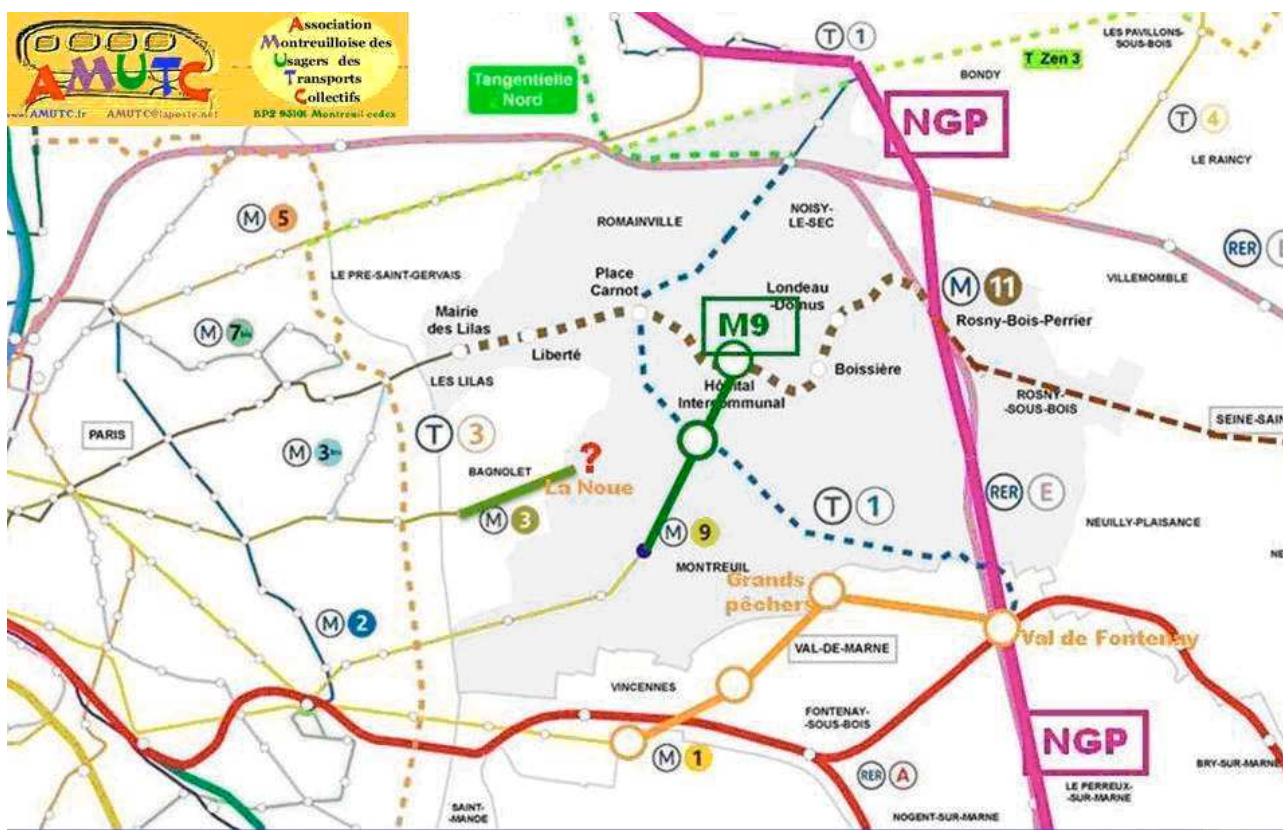 AMUTC
www.AMUTC.fr AMUTC@laposte.net
Association
Montreuilloise des
Usagers des
Transports
Collectifs
BP2 93101 Montreuil cedex
T 1
LES PAVILLONS-
SOUS-BOIS
T Zen 3
BONDY
Tangentielle
Nord
NGP
T 4
LE RAINCY
M 5
ROMAINVILLE
NOISY-
LE-SEC
RER E
LE PRE-SAINT-GERVAIS
VILLEMOMBLE
Place
Carnot
Londeau
-Domus
M 11
Mairie
des Lilas
M9
Rosny-Bois-Perrier
M 7bis
Liberté
LES LILAS
Boissière
Hôpital
Intercommunal
ROSNY-
-SOUS-BOIS
SEINE-SAIN
PARIS
T 3
M 3bis
BAGNOLET
?
La Noue
RER E
T 1
M 3
NEUILLY-PLAISANCE
M 9
NE
MONTREUIL
Grands
pêchers
M 2
Val de Fontenay
VAL-DE-MARNE
VINCENNES
FONTENAY-
-SOUS-BOIS
NGP
M 1
BRY-SUR-MARNE
RER A
LE PERREUX-
-SUR-MARNE
SAINT-
-MANDE
NOGENT-SUR-MARNE